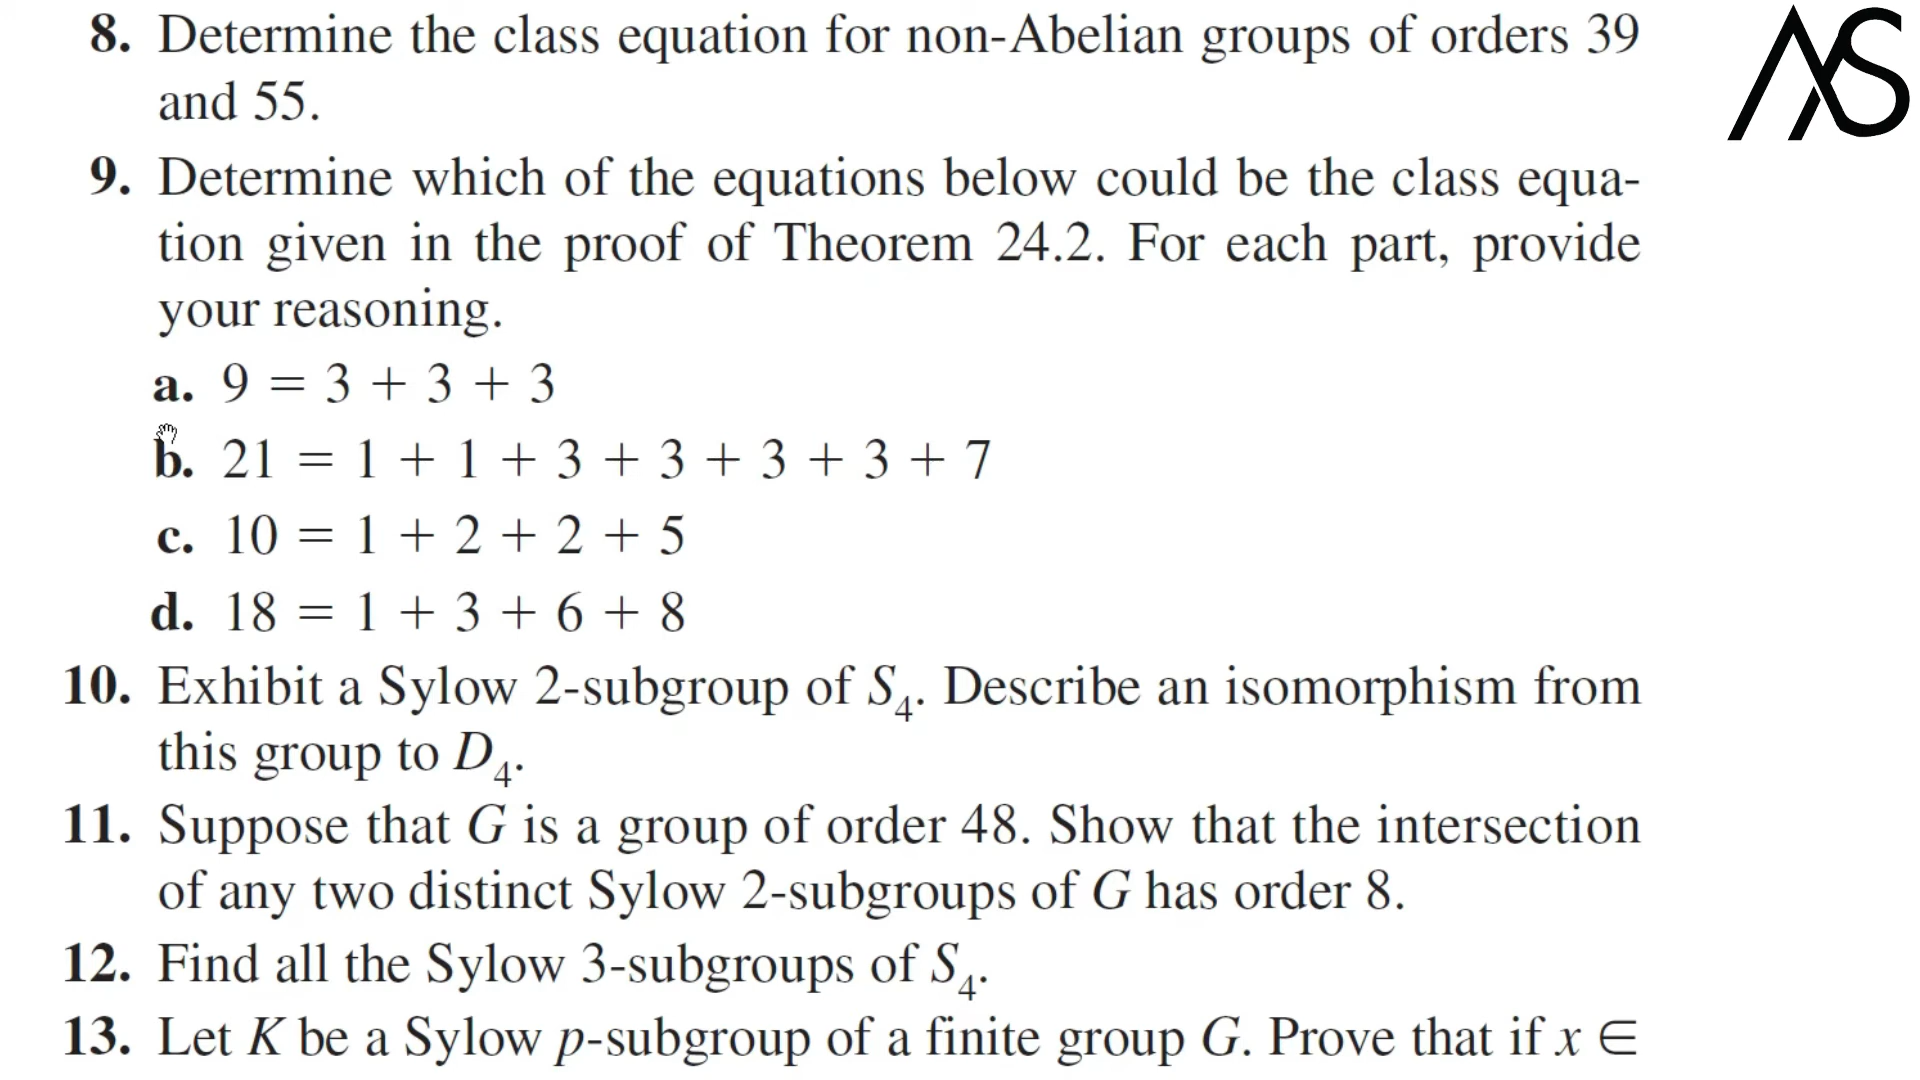 8. Determine the class equation for non-Abelian groups of orders 39
and 55.
9. Determine which of the equations below could be the class equa-
tion given in the proof of Theorem 24.2. For each part, provide
your reasoning.
a. 9 = 3 + 3 + 3
b. 21 = 1 + 1 + 3 + 3 + 3 + 3 + 7
c. 10 = 1 + 2 + 2 + 5
d. 18 = 1 + 3 + 6 + 8
10. Exhibit a Sylow 2-subgroup of S₄. Describe an isomorphism from
this group to D₄.
11. Suppose that G is a group of order 48. Show that the intersection
of any two distinct Sylow 2-subgroups of G has order 8.
12. Find all the Sylow 3-subgroups of S₄.
13. Let K be a Sylow p-subgroup of a finite group G. Prove that if x ∈